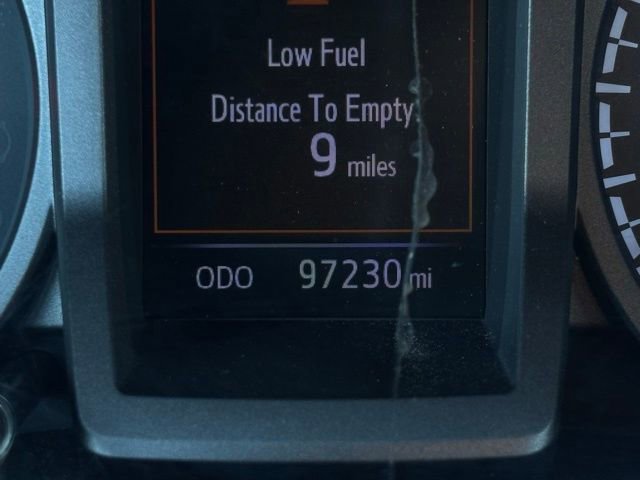 Low Fuel
Distance To Empty
9 miles
ODO 97230 mi